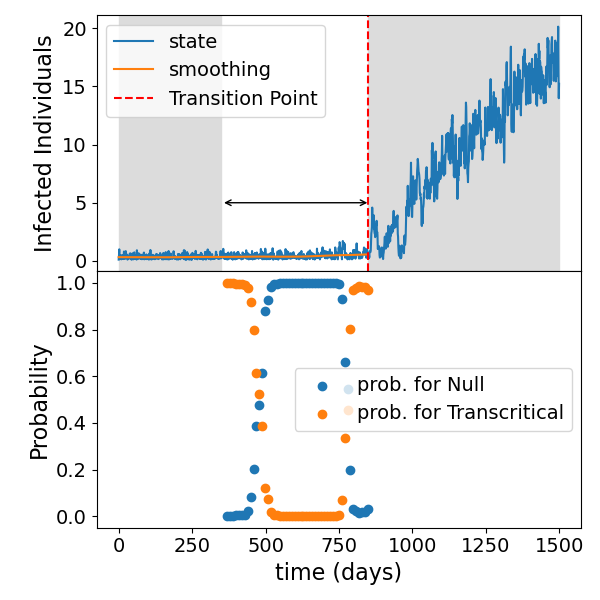 Infected Individuals
20
15
10
5
0
state
smoothing
Transition Point
Probability
1.0
0.8
0.6
0.4
0.2
0.0
prob. for Null
prob. for Transcritical
0 250 500 750 1000 1250 1500
time (days)